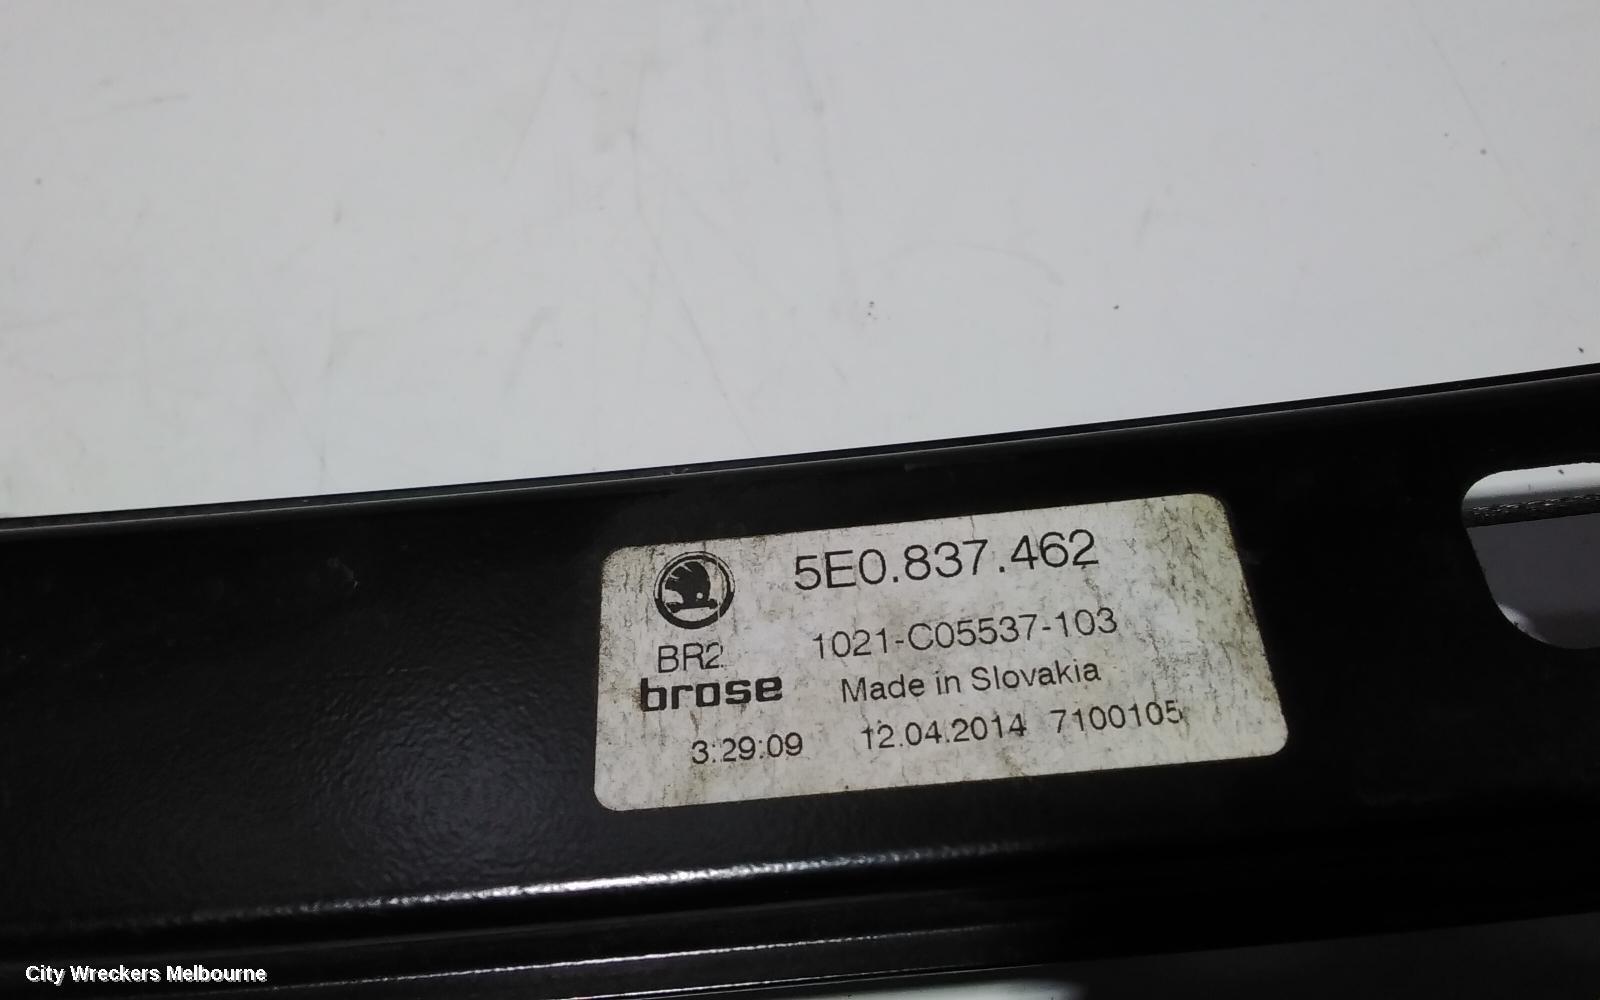 5E0.837.462
1021-C05537-103
BR2
brose
Made in Slovakia
3:29:09 12.04.2014 7100105
City Wreckers Melbourne